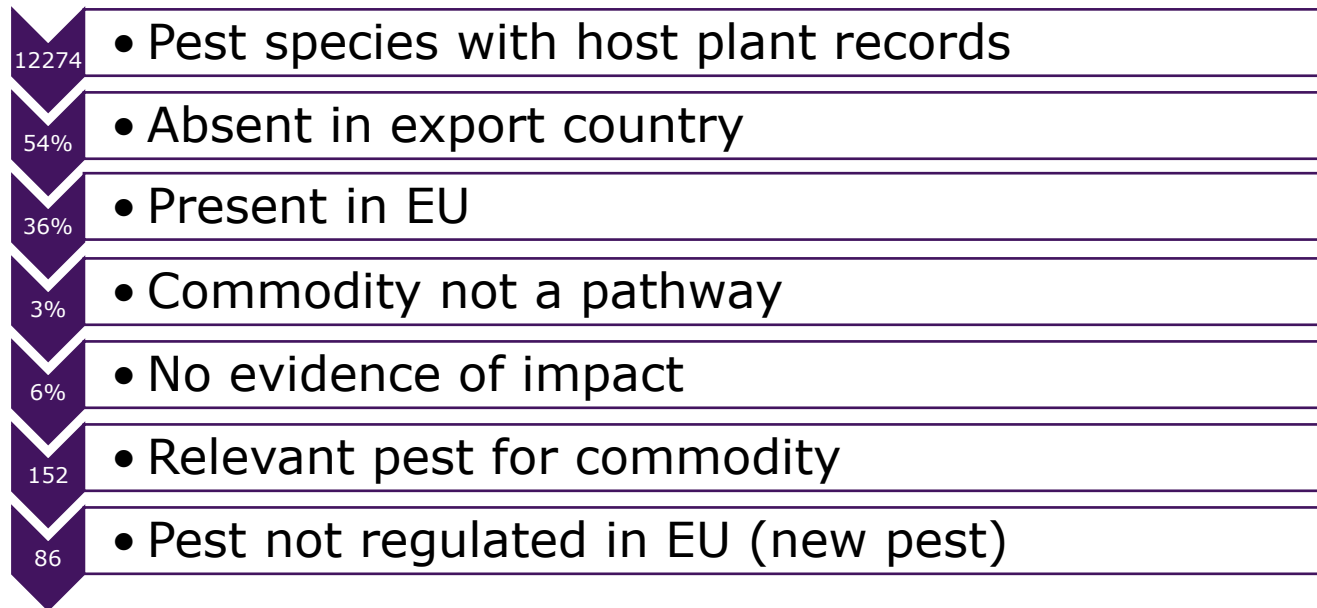 12274 • Pest species with host plant records
54% • Absent in export country
36% • Present in EU
3% • Commodity not a pathway
6% • No evidence of impact
152 • Relevant pest for commodity
86 • Pest not regulated in EU (new pest)